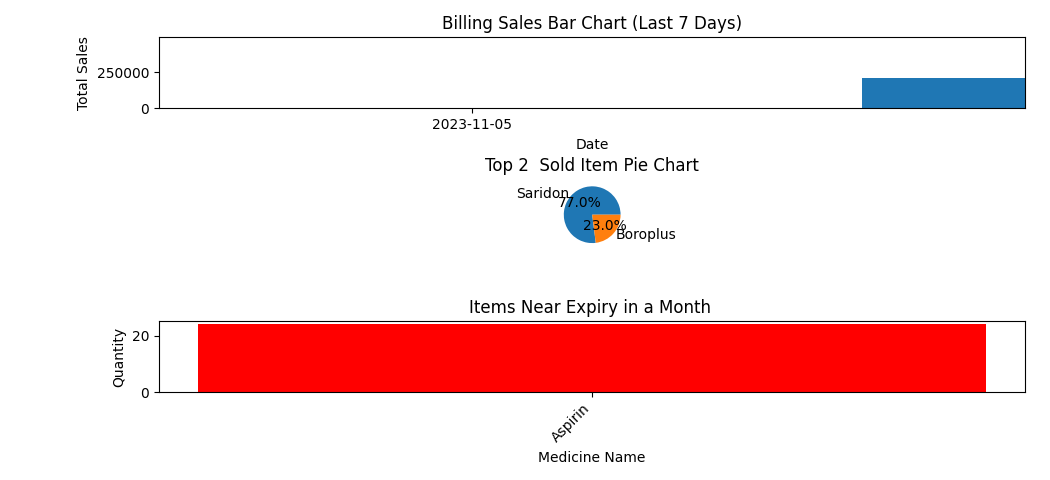 Billing Sales Bar Chart (Last 7 Days)
Total Sales
250000
0
2023-11-05
Date
Top 2  Sold Item Pie Chart
Saridon
77.0%
23.0%
Boroplus
Items Near Expiry in a Month
Quantity
20
0
Aspirin
Medicine Name